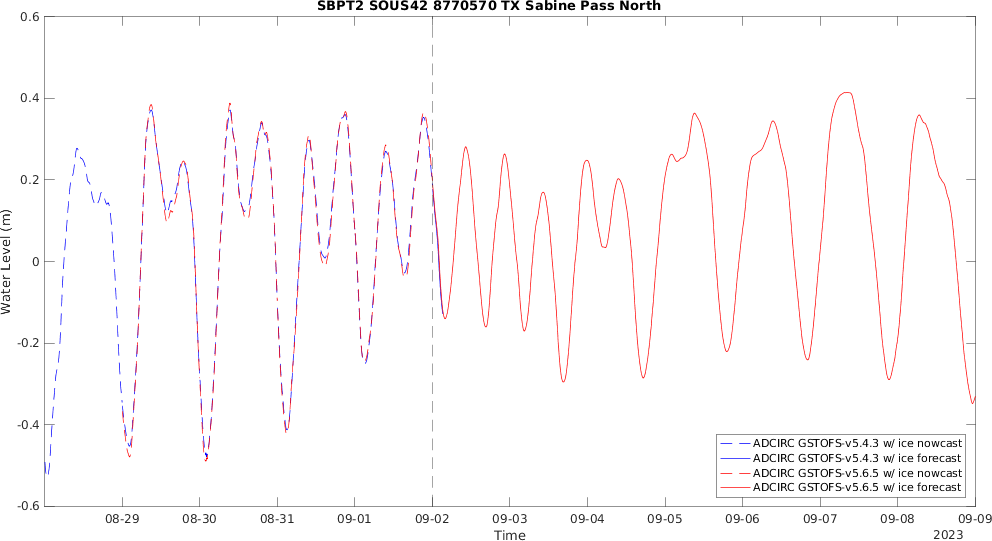 SBPT2 SOUS42 8770570 TX Sabine Pass North
0.6
0.4
0.2
0
-0.2
-0.4
-0.6
Water Level (m)
ADCIRC GSTOFS-v5.4.3 w/ ice nowcast
ADCIRC GSTOFS-v5.4.3 w/ ice forecast
ADCIRC GSTOFS-v5.6.5 w/ ice nowcast
ADCIRC GSTOFS-v5.6.5 w/ ice forecast
08-29 08-30 08-31 09-01 09-02 09-03 09-04 09-05 09-06 09-07 09-08 09-09
Time
2023